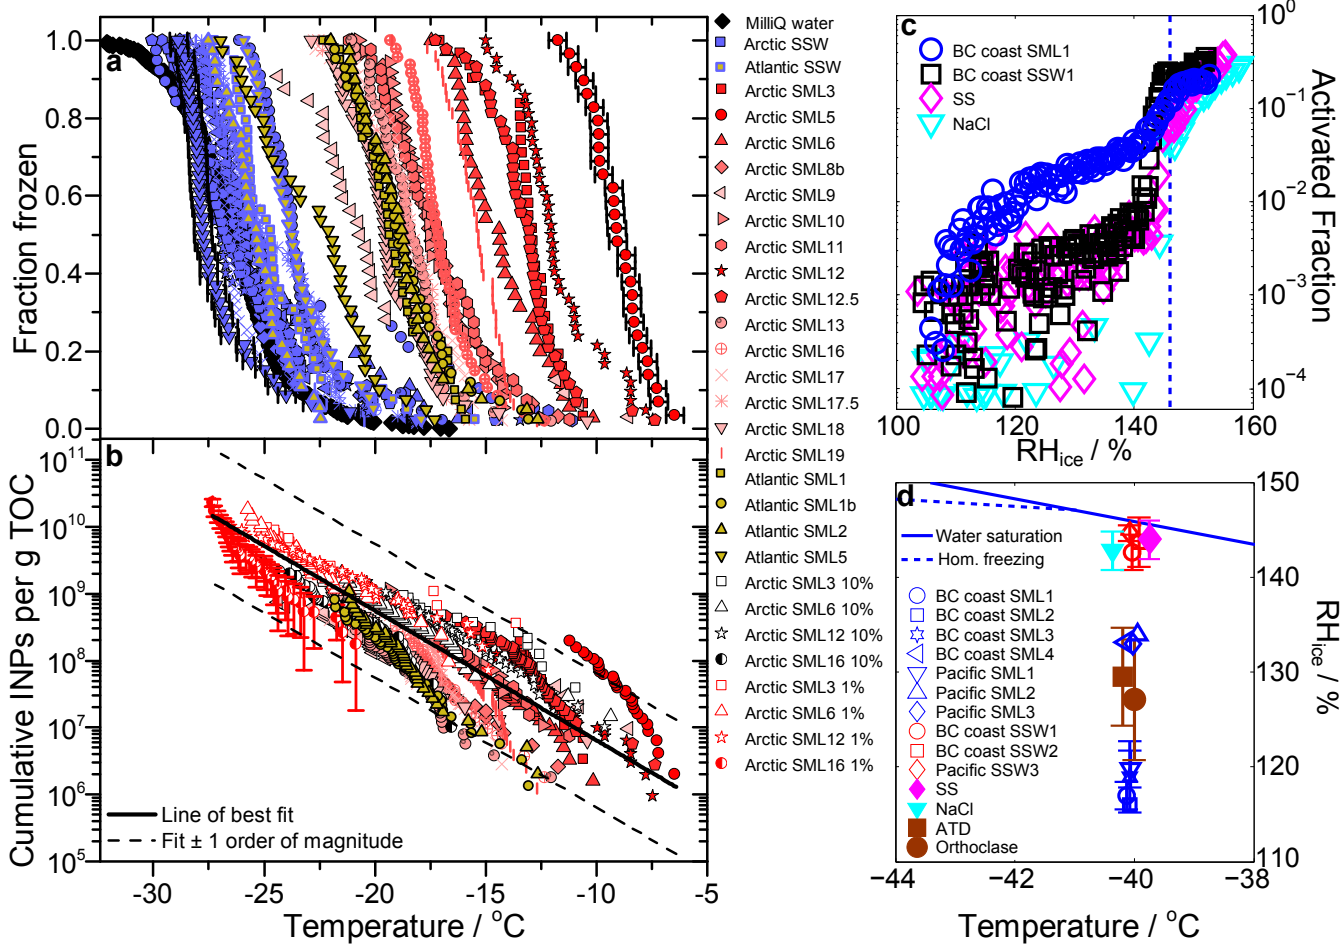 a
1.0
0.8
0.6
0.4
0.2
0.0
Fraction frozen
MilliQ water
Arctic SSW
Atlantic SSW
Arctic SML3
Arctic SML5
Arctic SML6
Arctic SML8b
Arctic SML9
Arctic SML10
Arctic SML11
Arctic SML12
Arctic SML12.5
Arctic SML13
Arctic SML16
Arctic SML17
Arctic SML17.5
Arctic SML18
Arctic SML19
Atlantic SML1
Atlantic SML1b
Atlantic SML2
Atlantic SML5
Arctic SML3 10%
Arctic SML6 10%
Arctic SML12 10%
Arctic SML16 10%
Arctic SML3 1%
Arctic SML6 1%
Arctic SML12 1%
Arctic SML16 1%
b
10¹¹
10¹⁰
10⁹
10⁸
10⁷
10⁶
10⁵
Cumulative INPs per g TOC
Line of best fit
Fit ± 1 order of magnitude
-30 -25 -20 -15 -10 -5
Temperature / °C
c
BC coast SML1
BC coast SSW1
SS
NaCl
10⁰
10⁻¹
10⁻²
10⁻³
10⁻⁴
Activated Fraction
100 120 140 160
RH_ice / %
d
Water saturation
Hom. freezing
BC coast SML1
BC coast SML2
BC coast SML3
BC coast SML4
Pacific SML1
Pacific SML2
Pacific SML3
BC coast SSW1
BC coast SSW2
Pacific SSW3
SS
NaCl
ATD
Orthoclase
150
140
130
120
110
RH_ice / %
−44 −42 −40 −38
Temperature / °C